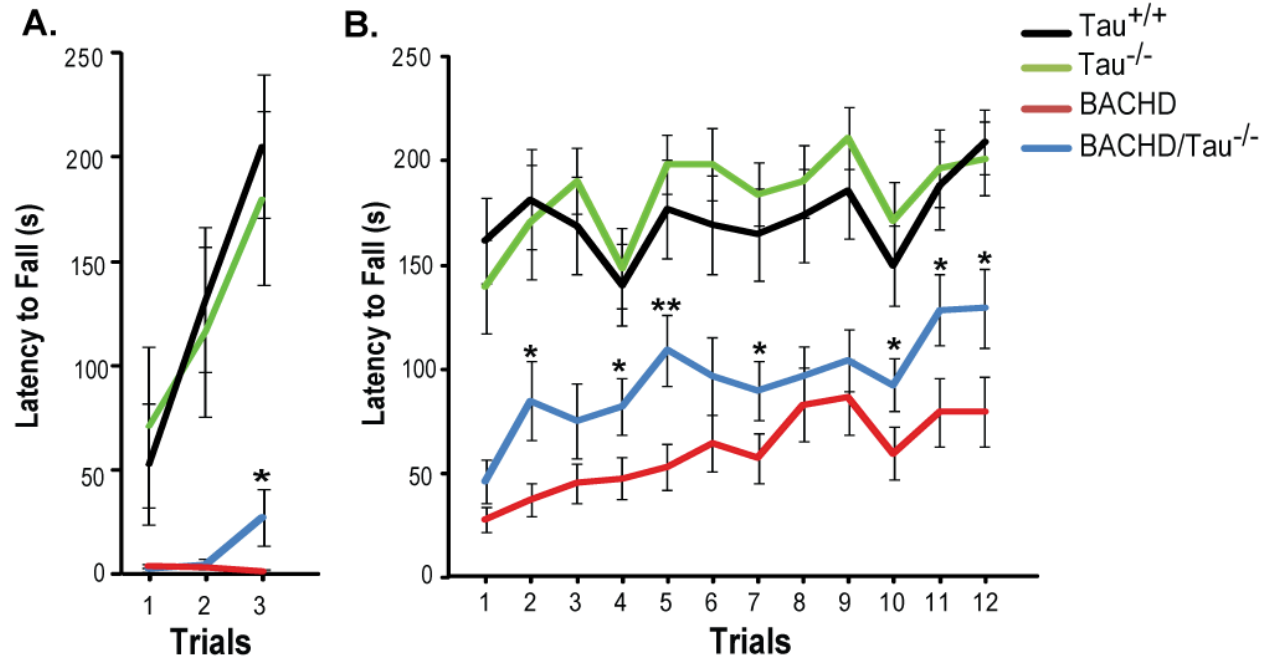 A.
B.
Tau+/+
Tau-/-
BACHD
BACHD/Tau-/-
Latency to Fall (s)
250
200
150
100
50
0
*
1 2 3
Trials
Latency to Fall (s)
250
200
150
100
50
0
* * ** * * * *
1 2 3 4 5 6 7 8 9 10 11 12
Trials